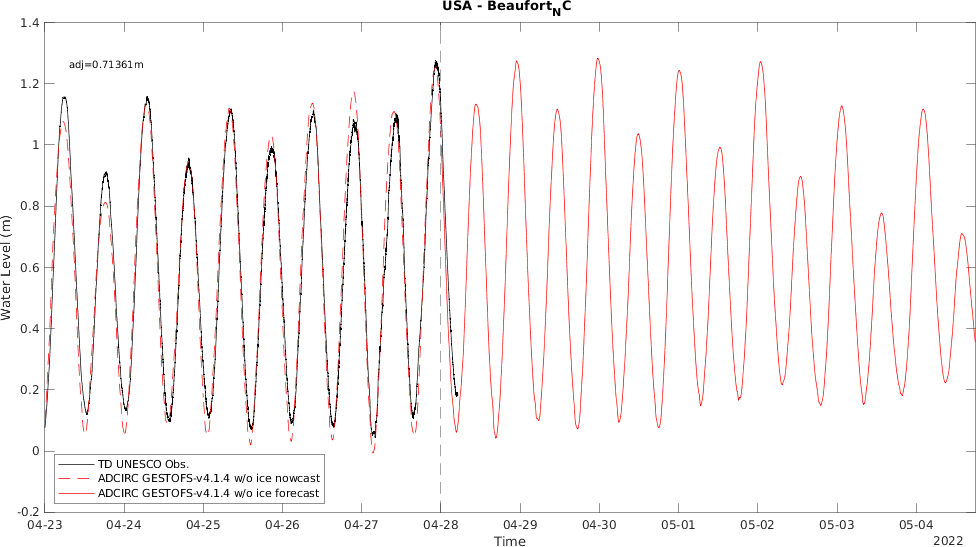 USA - Beaufort_NC
adj=0.71361m
1.4
1.2
1
0.8
0.6
0.4
0.2
0
-0.2
Water Level (m)
TD UNESCO Obs.
ADCIRC GESTOFS-v4.1.4 w/o ice nowcast
ADCIRC GESTOFS-v4.1.4 w/o ice forecast
04-23 04-24 04-25 04-26 04-27 04-28 04-29 04-30 05-01 05-02 05-03 05-04
Time
2022